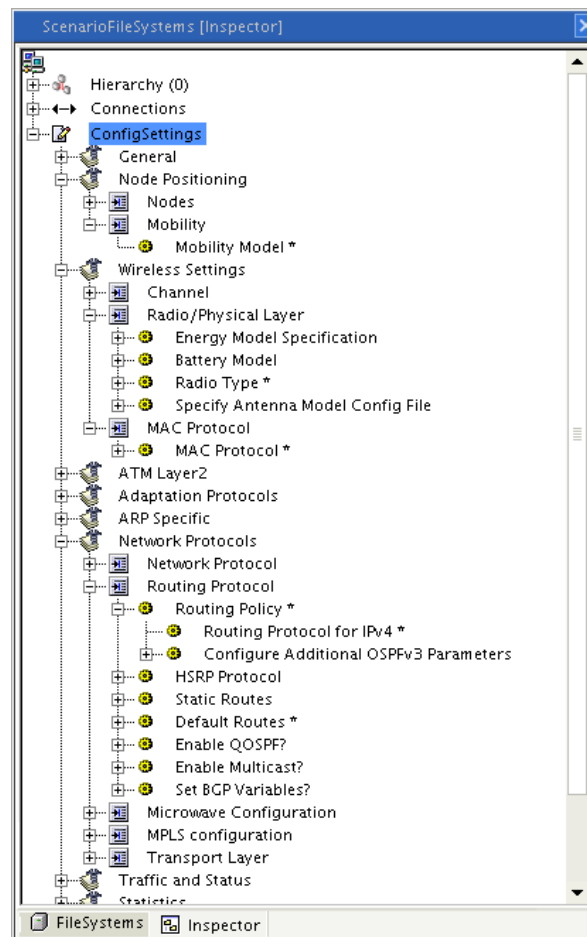 ScenarioFileSystems [Inspector]
Hierarchy (0)
Connections
ConfigSettings
General
Node Positioning
Nodes
Mobility
Mobility Model *
Wireless Settings
Channel
Radio/Physical Layer
Energy Model Specification
Battery Model
Radio Type *
Specify Antenna Model Config File
MAC Protocol
MAC Protocol *
ATM Layer2
Adaptation Protocols
ARP Specific
Network Protocols
Network Protocol
Routing Protocol
Routing Policy *
Routing Protocol for IPv4 *
Configure Additional OSPFv3 Parameters
HSRP Protocol
Static Routes
Default Routes *
Enable QOSPF?
Enable Multicast?
Set BGP Variables?
Microwave Configuration
MPLS configuration
Transport Layer
Traffic and Status
Statistics
FileSystems Inspector